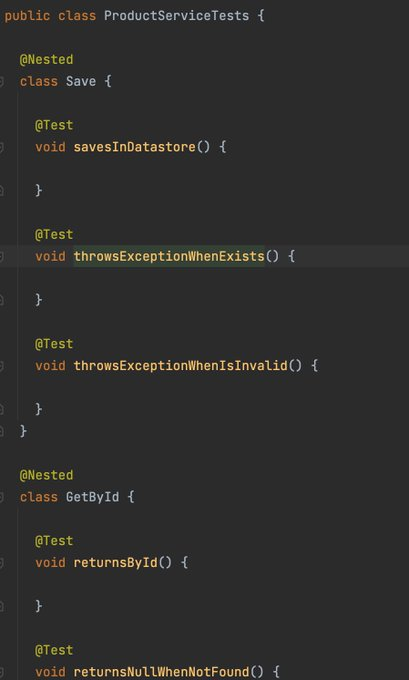 public class ProductServiceTests {
@Nested
class Save {
@Test
void savesInDatastore() {
}
@Test
void throwsExceptionWhenExists() {
}
@Test
void throwsExceptionWhenIsInvalid() {
}
}
@Nested
class GetById {
@Test
void returnsById() {
}
@Test
void returnsNullWhenNotFound() {